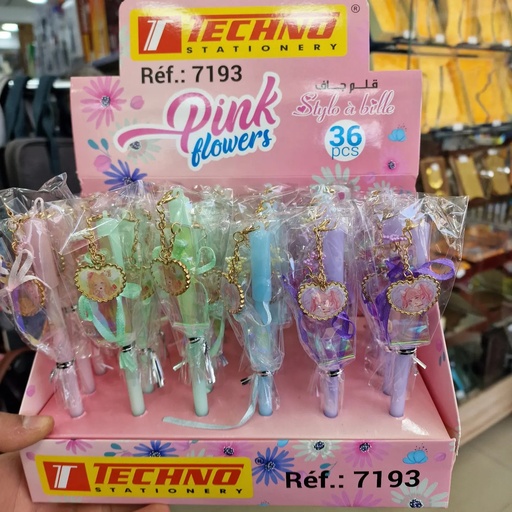 T TECHNO ®
STATIONERY
Réf.: 7193
Pink
flowers
قلم جاف
Stylo à bille
36
pcs
T TECHNO
STATIONERY
Réf.: 7193